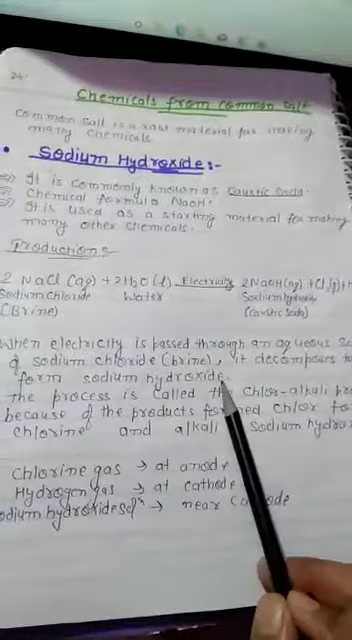 24
Chemicals from common salt
Common salt is a raw material for making
many chemicals.
• Sodium Hydroxide:-
It is commonly known as Caustic Soda.
Chemical formula NaOH.
It is used as a starting material for making
many other chemicals.
Productions
2 NaCl (aq) + 2H2O (l) Electricity 2NaOH(aq) + Cl2(g) + H
Sodium chloride Water Sodium
(Brine) (caustic soda)
When electricity is passed through an aqueous
of sodium chloride (brine), it decomposes to
form sodium hydroxide.
the process is called the Chlor-alkali
because of the products formed chlor for
chlorine and alkali Sodium hydrox
Chlorine gas → at anode
Hydrogen gas → at cathode
odium hydroxide solⁿ → near Cathode